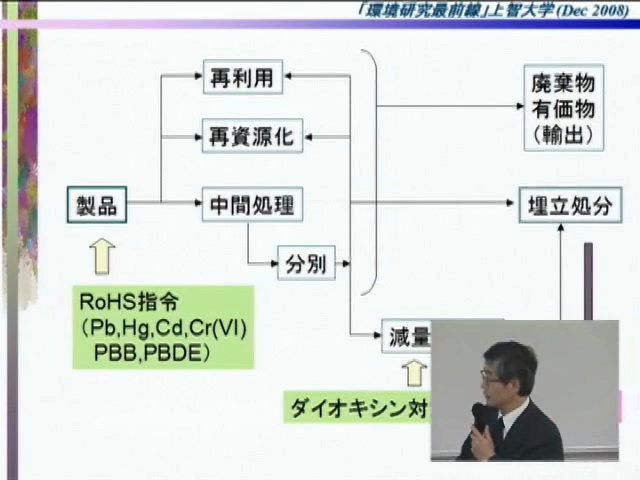 「環境研究最前線」上智大学(Dec 2008)
再利用
廃棄物
有価物
（輸出）
再資源化
製品
中間処理
埋立処分
分別
RoHS指令
（Pb,Hg,Cd,Cr(VI)
PBB,PBDE）
減量
ダイオキシン対